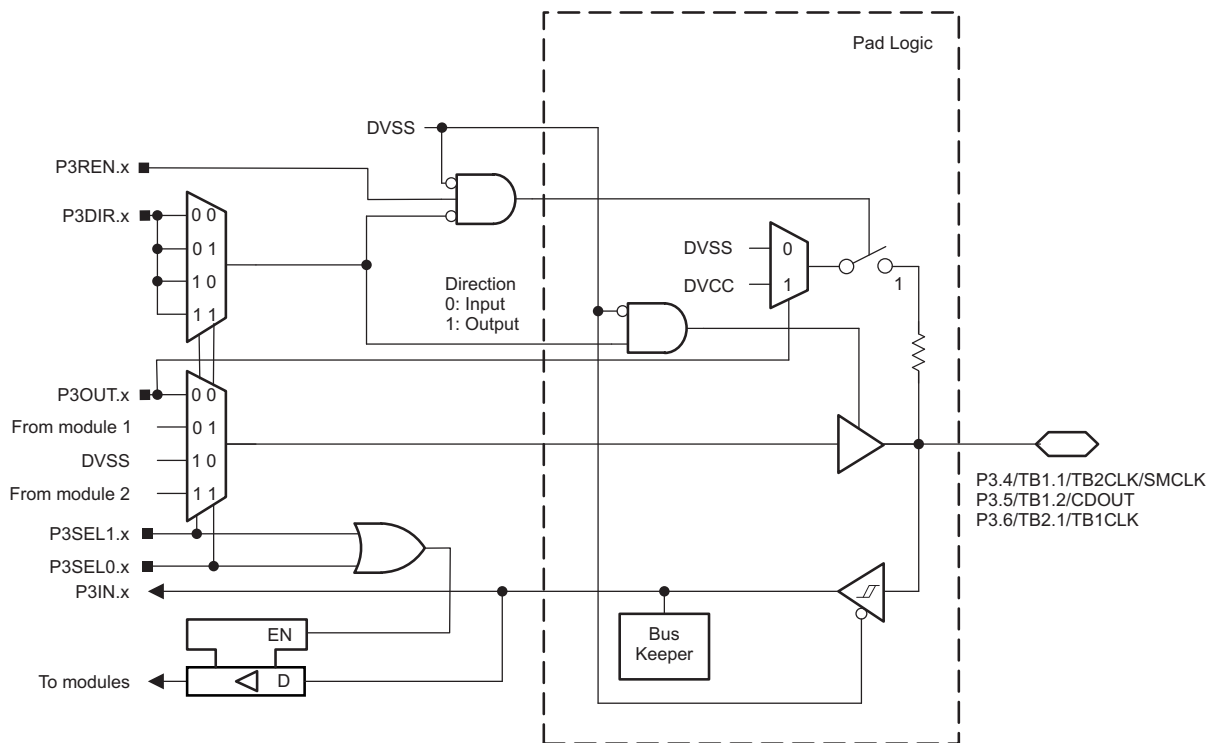 Pad Logic
DVSS
P3REN.x
P3DIR.x
0 0
0 1
1 0
1 1
Direction
0: Input
1: Output
DVSS
0
DVCC
1
1
P3OUT.x
0 0
From module 1
0 1
DVSS
1 0
From module 2
1 1
P3.4/TB1.1/TB2CLK/SMCLK
P3.5/TB1.2/CDOUT
P3.6/TB2.1/TB1CLK
P3SEL1.x
P3SEL0.x
P3IN.x
EN
Bus
Keeper
To modules
D